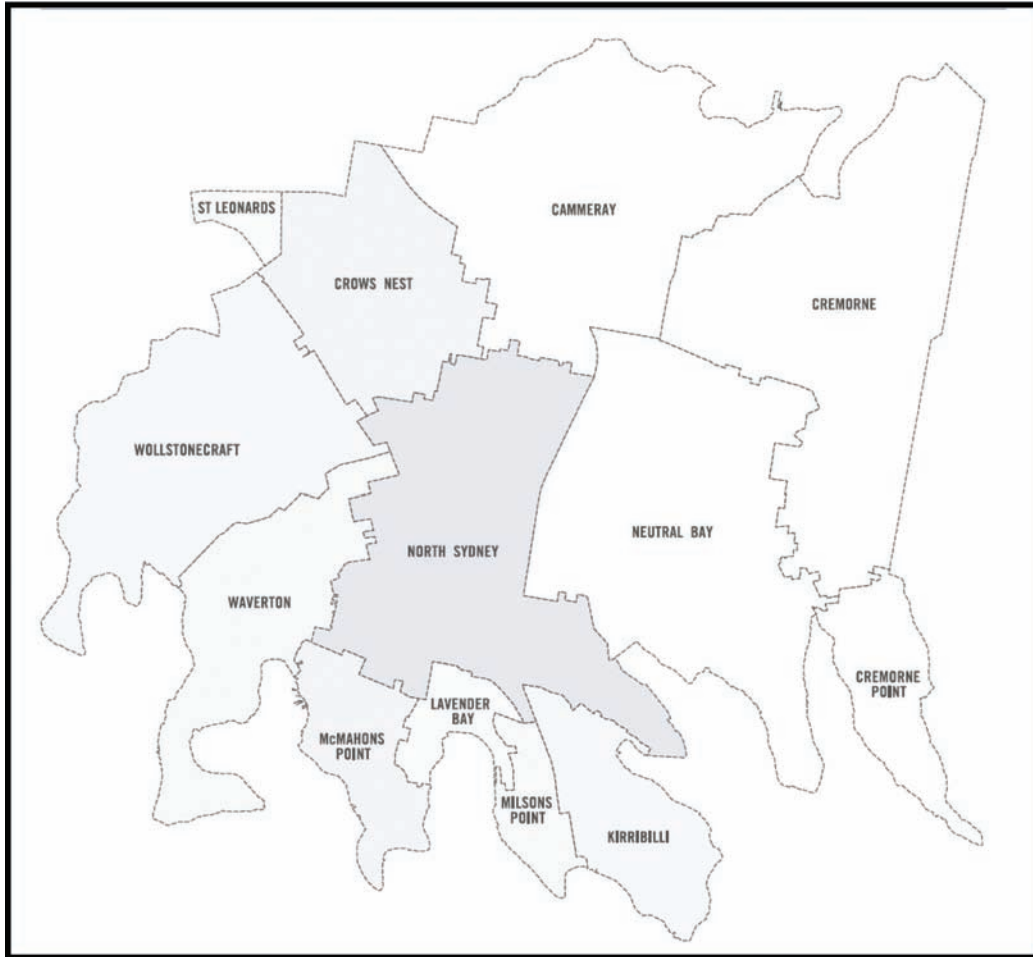 ST LEONARDS
CAMMERAY
CROWS NEST
CREMORNE
WOLLSTONECRAFT
NEUTRAL BAY
NORTH SYDNEY
WAVERTON
CREMORNE
POINT
LAVENDER
BAY
McMAHONS
POINT
MILSONS
POINT
KIRRIBILLI